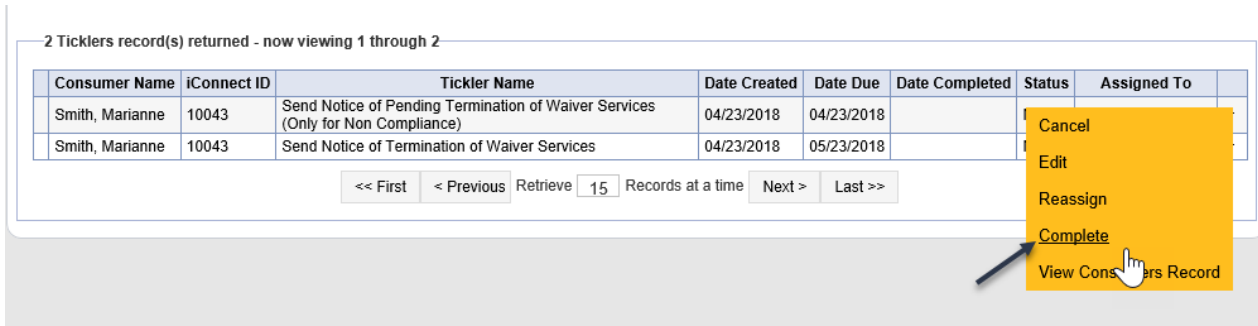 2 Ticklers record(s) returned - now viewing 1 through 2
Consumer Name iConnect ID Tickler Name Date Created Date Due Date Completed Status Assigned To
Smith, Marianne 10043 Send Notice of Pending Termination of Waiver Services
(Only for Non Compliance) 04/23/2018 04/23/2018
Smith, Marianne 10043 Send Notice of Termination of Waiver Services 04/23/2018 05/23/2018
<< First < Previous Retrieve 15 Records at a time Next > Last >>
Cancel
Edit
Reassign
Complete
View Record